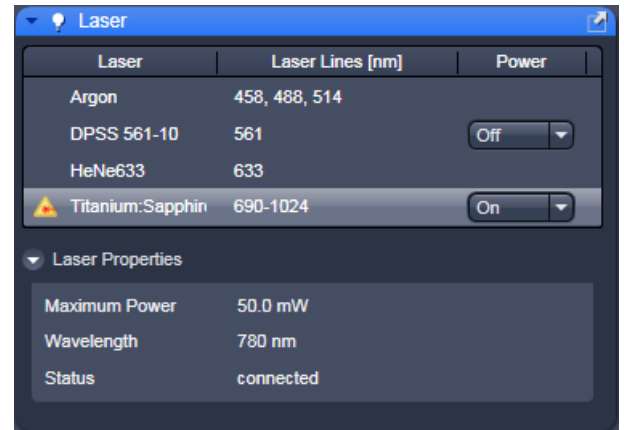 Laser
Laser Laser Lines [nm] Power
Argon 458, 488, 514
DPSS 561-10 561 Off
HeNe633 633
Titanium:Sapphir 690-1024 On
Laser Properties
Maximum Power 50.0 mW
Wavelength 780 nm
Status connected